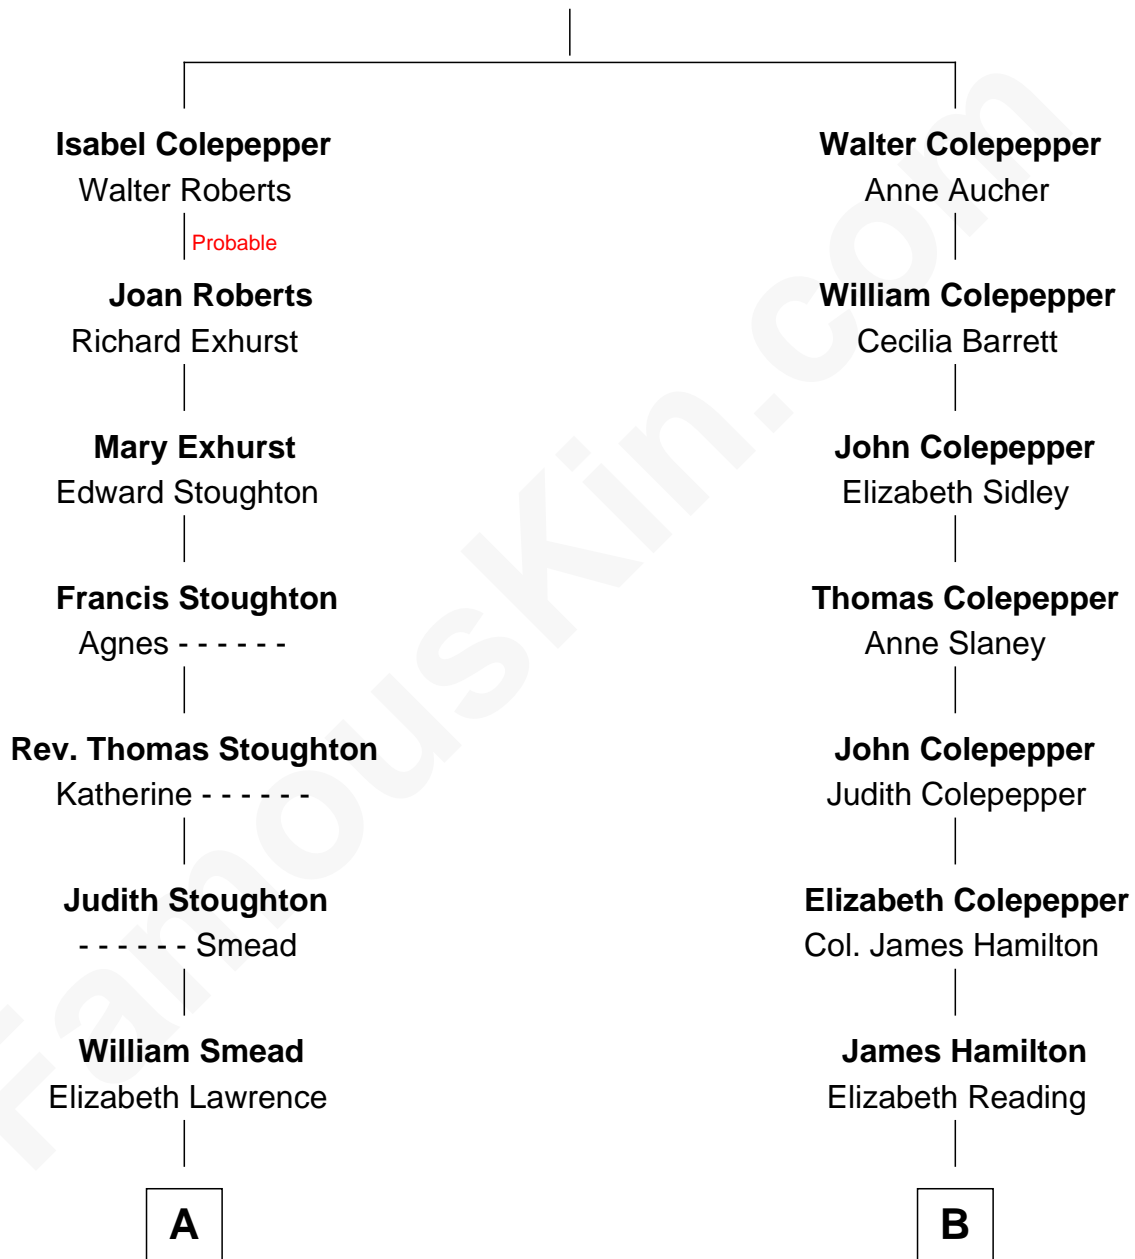 Isabel Colepepper
Walter Roberts
Probable
Joan Roberts
Richard Exhurst
Mary Exhurst
Edward Stoughton
Francis Stoughton
Agnes - - - - - -
Rev. Thomas Stoughton
Katherine - - - - - -
Judith Stoughton
- - - - - - Smead
William Smead
Elizabeth Lawrence
A
Walter Colepepper
Anne Aucher
William Colepepper
Cecilia Barrett
John Colepepper
Elizabeth Sidley
Thomas Colepepper
Anne Slaney
John Colepepper
Judith Colepepper
Elizabeth Colepepper
Col. James Hamilton
James Hamilton
Elizabeth Reading
B
FamousKin.com